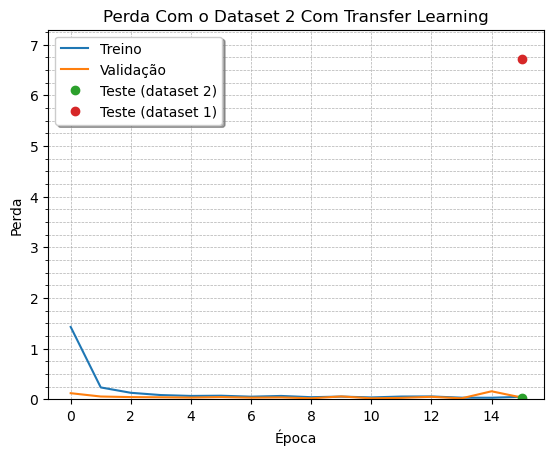 Perda Com o Dataset 2 Com Transfer Learning
Treino
Validação
Teste (dataset 2)
Teste (dataset 1)
7
6
5
4
3
2
1
0
Perda
0 2 4 6 8 10 12 14
Época